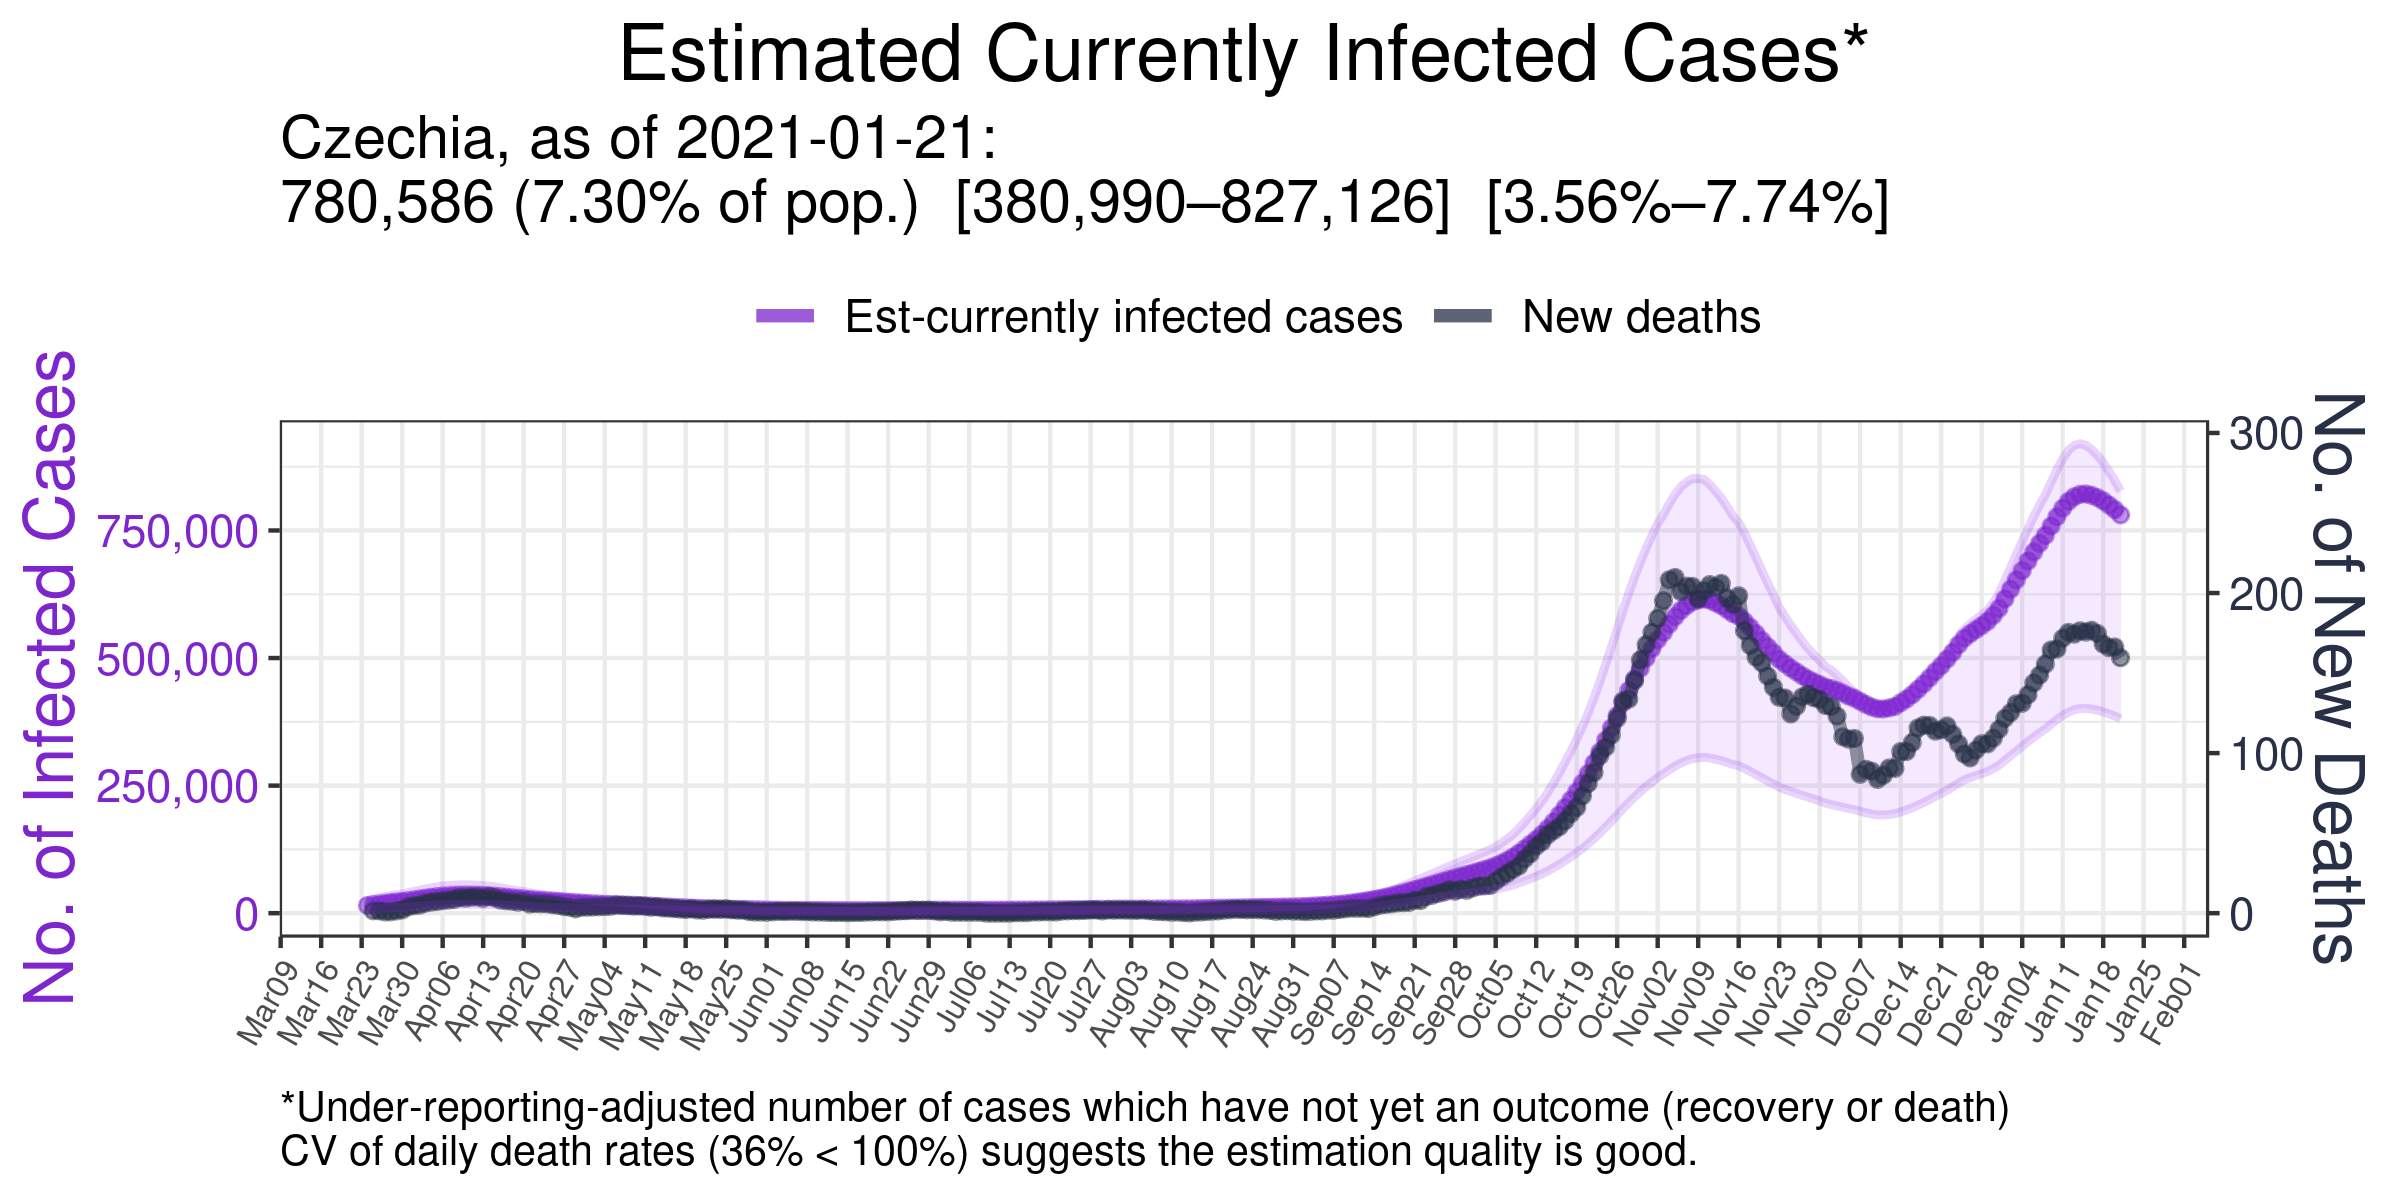 Estimated Currently Infected Cases*
Czechia, as of 2021-01-21:
780,586 (7.30% of pop.)  [380,990–827,126]  [3.56%–7.74%]
Est-currently infected cases
New deaths
No. of Infected Cases
750,000
500,000
250,000
0
300
200
100
0
No. of New Deaths
Mar09
Mar16
Mar23
Mar30
Apr06
Apr13
Apr20
Apr27
May04
May11
May18
May25
Jun01
Jun08
Jun15
Jun22
Jun29
Jul06
Jul13
Jul20
Jul27
Aug03
Aug10
Aug17
Aug24
Aug31
Sep07
Sep14
Sep21
Sep28
Oct05
Oct12
Oct19
Oct26
Nov02
Nov09
Nov16
Nov23
Nov30
Dec07
Dec14
Dec21
Dec28
Jan04
Jan11
Jan18
Jan25
Feb01
*Under-reporting-adjusted number of cases which have not yet an outcome (recovery or death)
CV of daily death rates (36% < 100%) suggests the estimation quality is good.